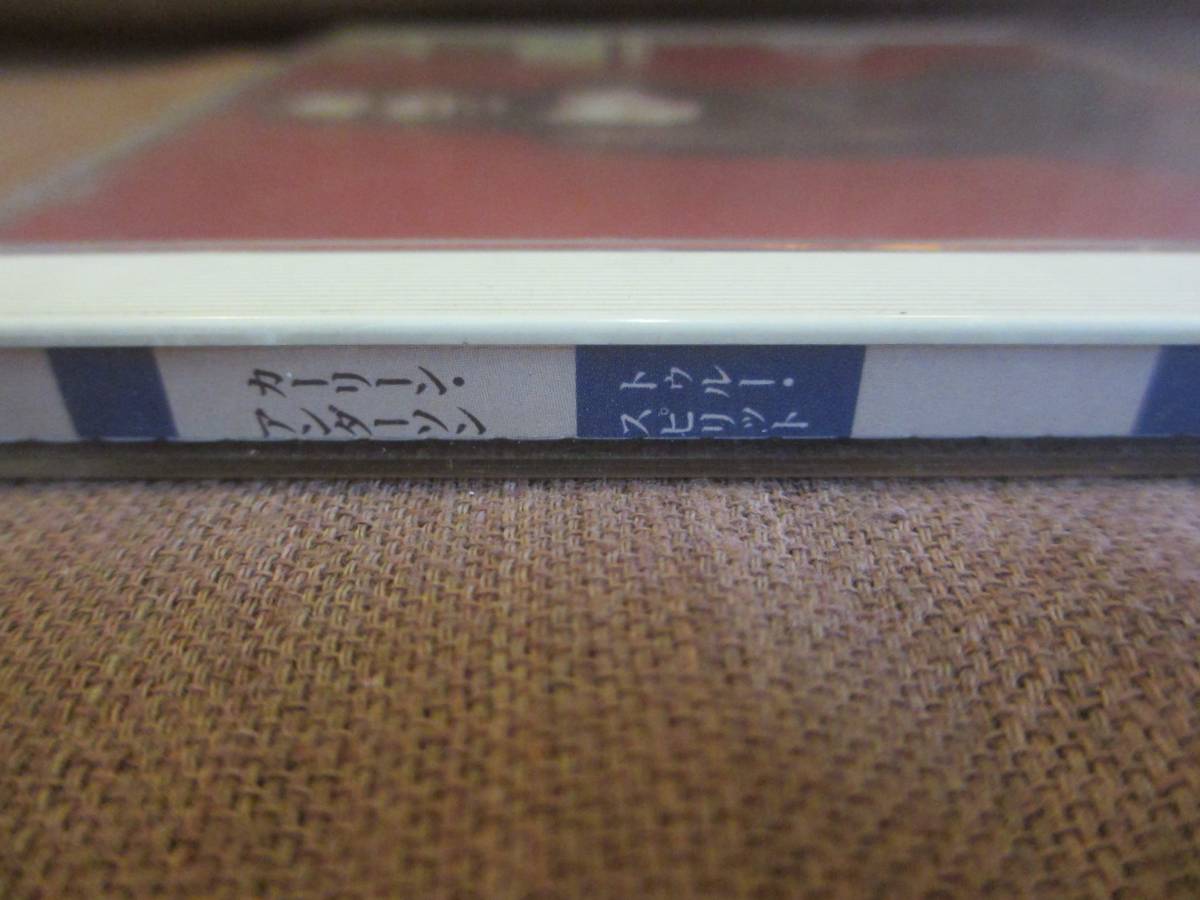 カーリーン・
アンダーソン
トゥルー・
スピリット